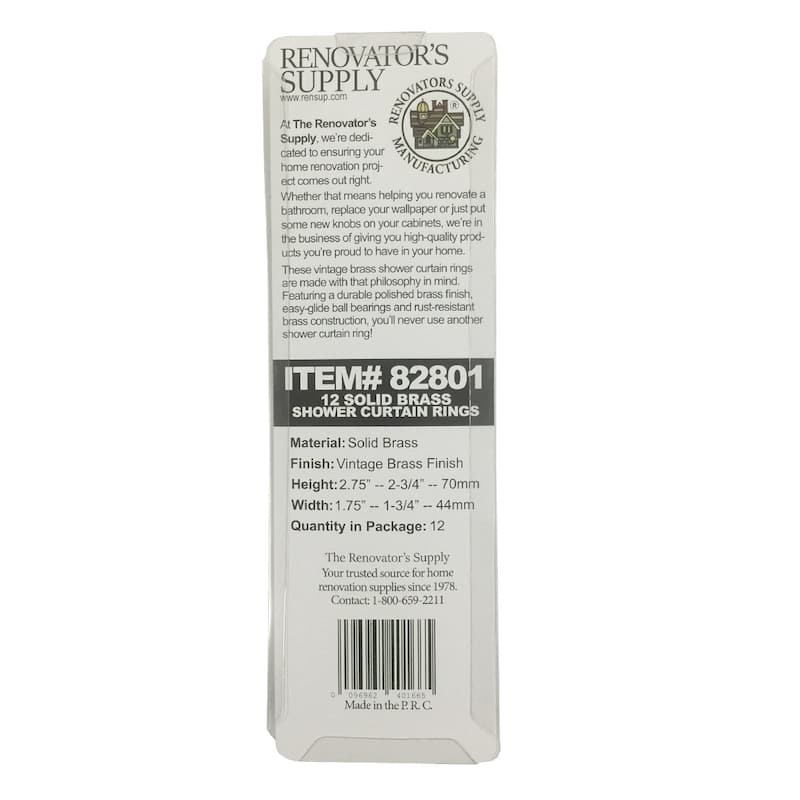 RENOVATOR'S
SUPPLY
www.rensup.com
RENOVATORS SUPPLY
®
MANUFACTURING
At The Renovator's
Supply, we're dedi-
cated to ensuring your
home renovation proj-
ect comes out right.
Whether that means helping you renovate a
bathroom, replace your wallpaper or just put
some new knobs on your cabinets, we're in
the business of giving you high-quality prod-
ucts you're proud to have in your home.
These vintage brass shower curtain rings
are made with that philosophy in mind.
Featuring a durable polished brass finish,
easy-glide ball bearings and rust-resistant
brass construction, you'll never use another
shower curtain ring!
ITEM# 82801
12 SOLID BRASS
SHOWER CURTAIN RINGS
Material: Solid Brass
Finish: Vintage Brass Finish
Height: 2.75" -- 2-3/4" -- 70mm
Width: 1.75" -- 1-3/4" -- 44mm
Quantity in Package: 12
The Renovator's Supply
Your trusted source for home
renovation supplies since 1978.
Contact: 1-800-659-2211
0 096962 401665
Made in the P. R. C.